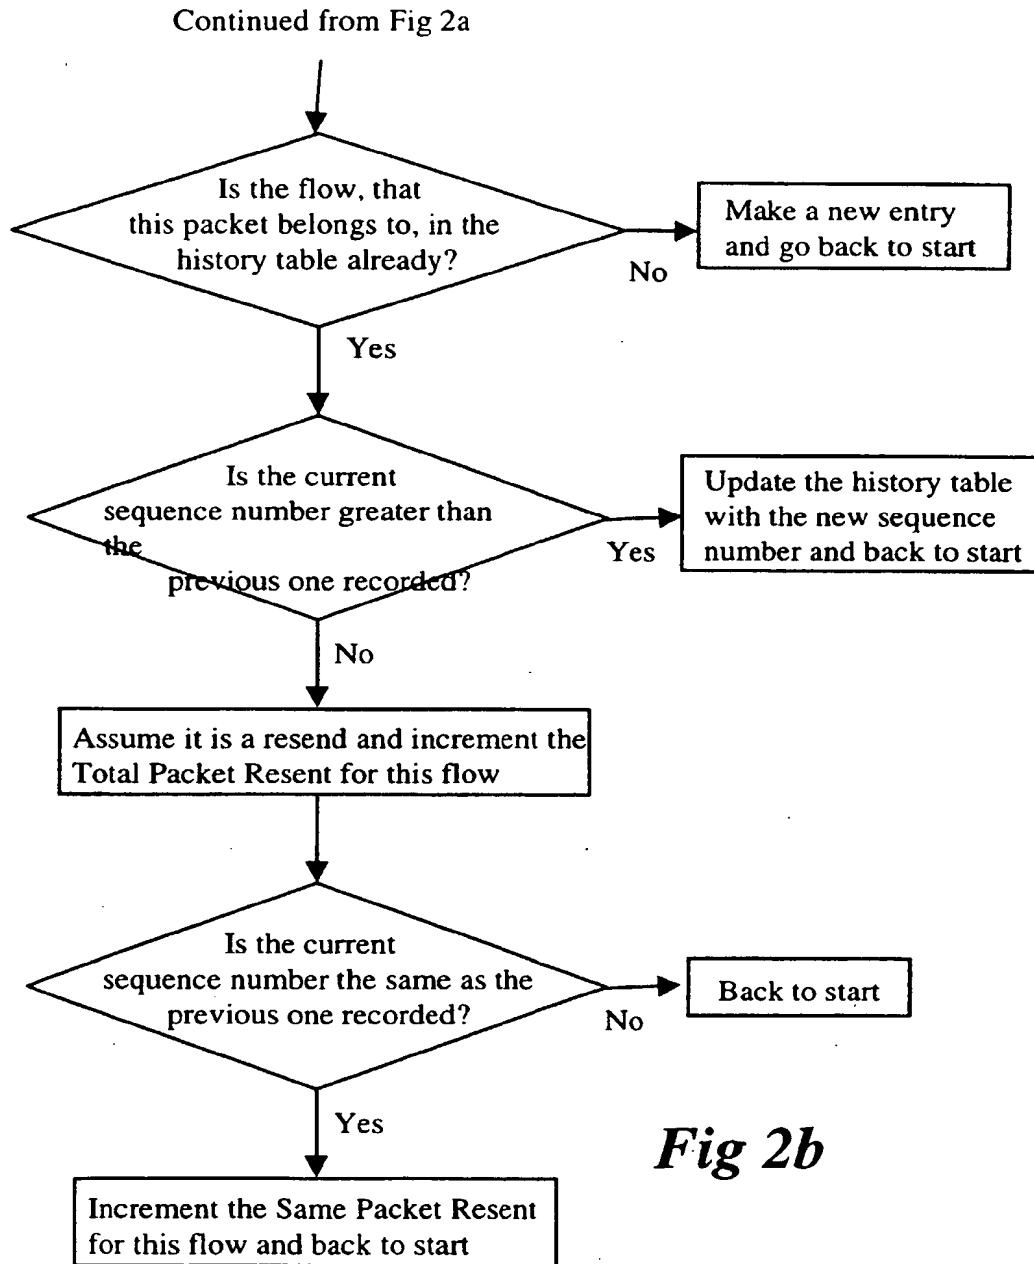 Continued from Fig 2a
Is the flow, that
this packet belongs to, in the
history table already?
No
Make a new entry
and go back to start
Yes
Is the current
sequence number greater than
the
previous one recorded?
Yes
Update the history table
with the new sequence
number and back to start
No
Assume it is a resend and increment the
Total Packet Resent for this flow
Is the current
sequence number the same as the
previous one recorded?
No
Back to start
Yes
Increment the Same Packet Resent
for this flow and back to start
Fig 2b